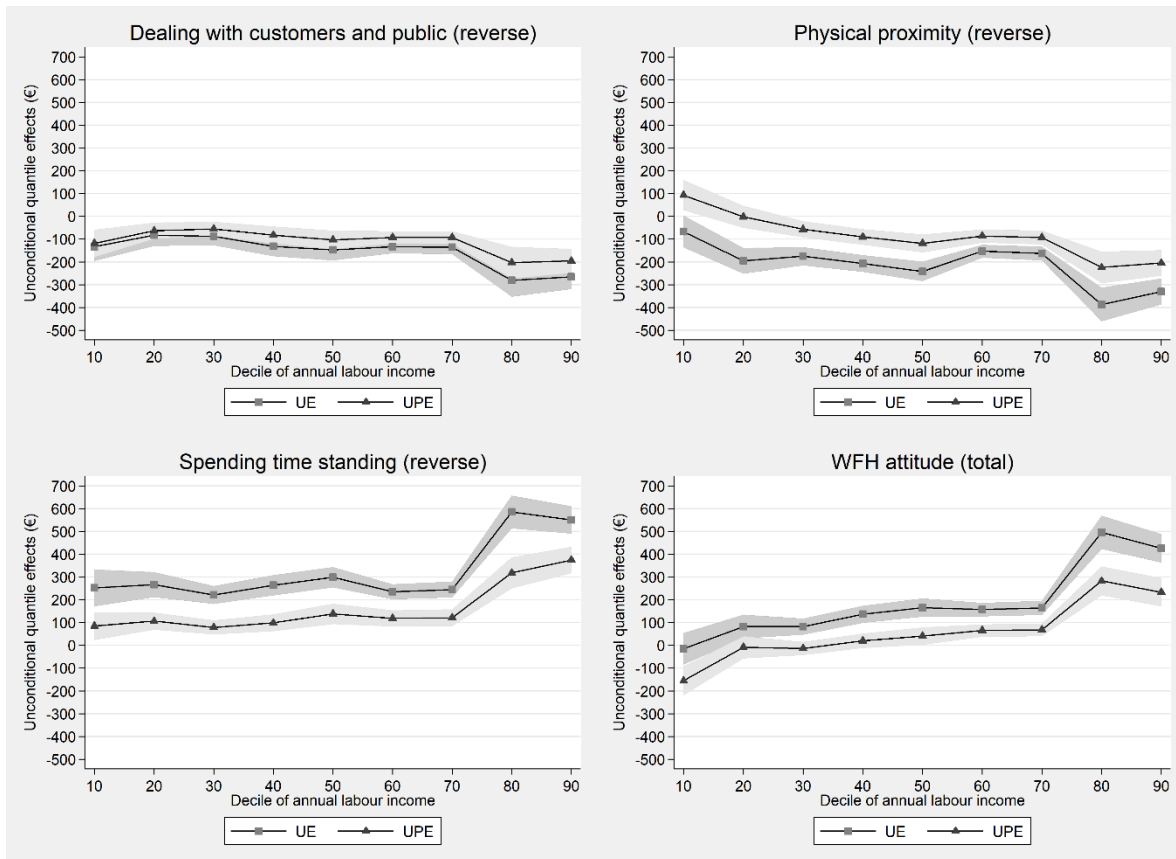 Dealing with customers and public (reverse)
Unconditional quantile effects (€)
700
600
500
400
300
200
100
0
-100
-200
-300
-400
-500
10 20 30 40 50 60 70 80 90
Decile of annual labour income
UE UPE
Physical proximity (reverse)
Unconditional quantile effects (€)
700
600
500
400
300
200
100
0
-100
-200
-300
-400
-500
10 20 30 40 50 60 70 80 90
Decile of annual labour income
UE UPE
Spending time standing (reverse)
Unconditional quantile effects (€)
700
600
500
400
300
200
100
0
-100
-200
-300
-400
-500
10 20 30 40 50 60 70 80 90
Decile of annual labour income
UE UPE
WFH attitude (total)
Unconditional quantile effects (€)
700
600
500
400
300
200
100
0
-100
-200
-300
-400
-500
10 20 30 40 50 60 70 80 90
Decile of annual labour income
UE UPE